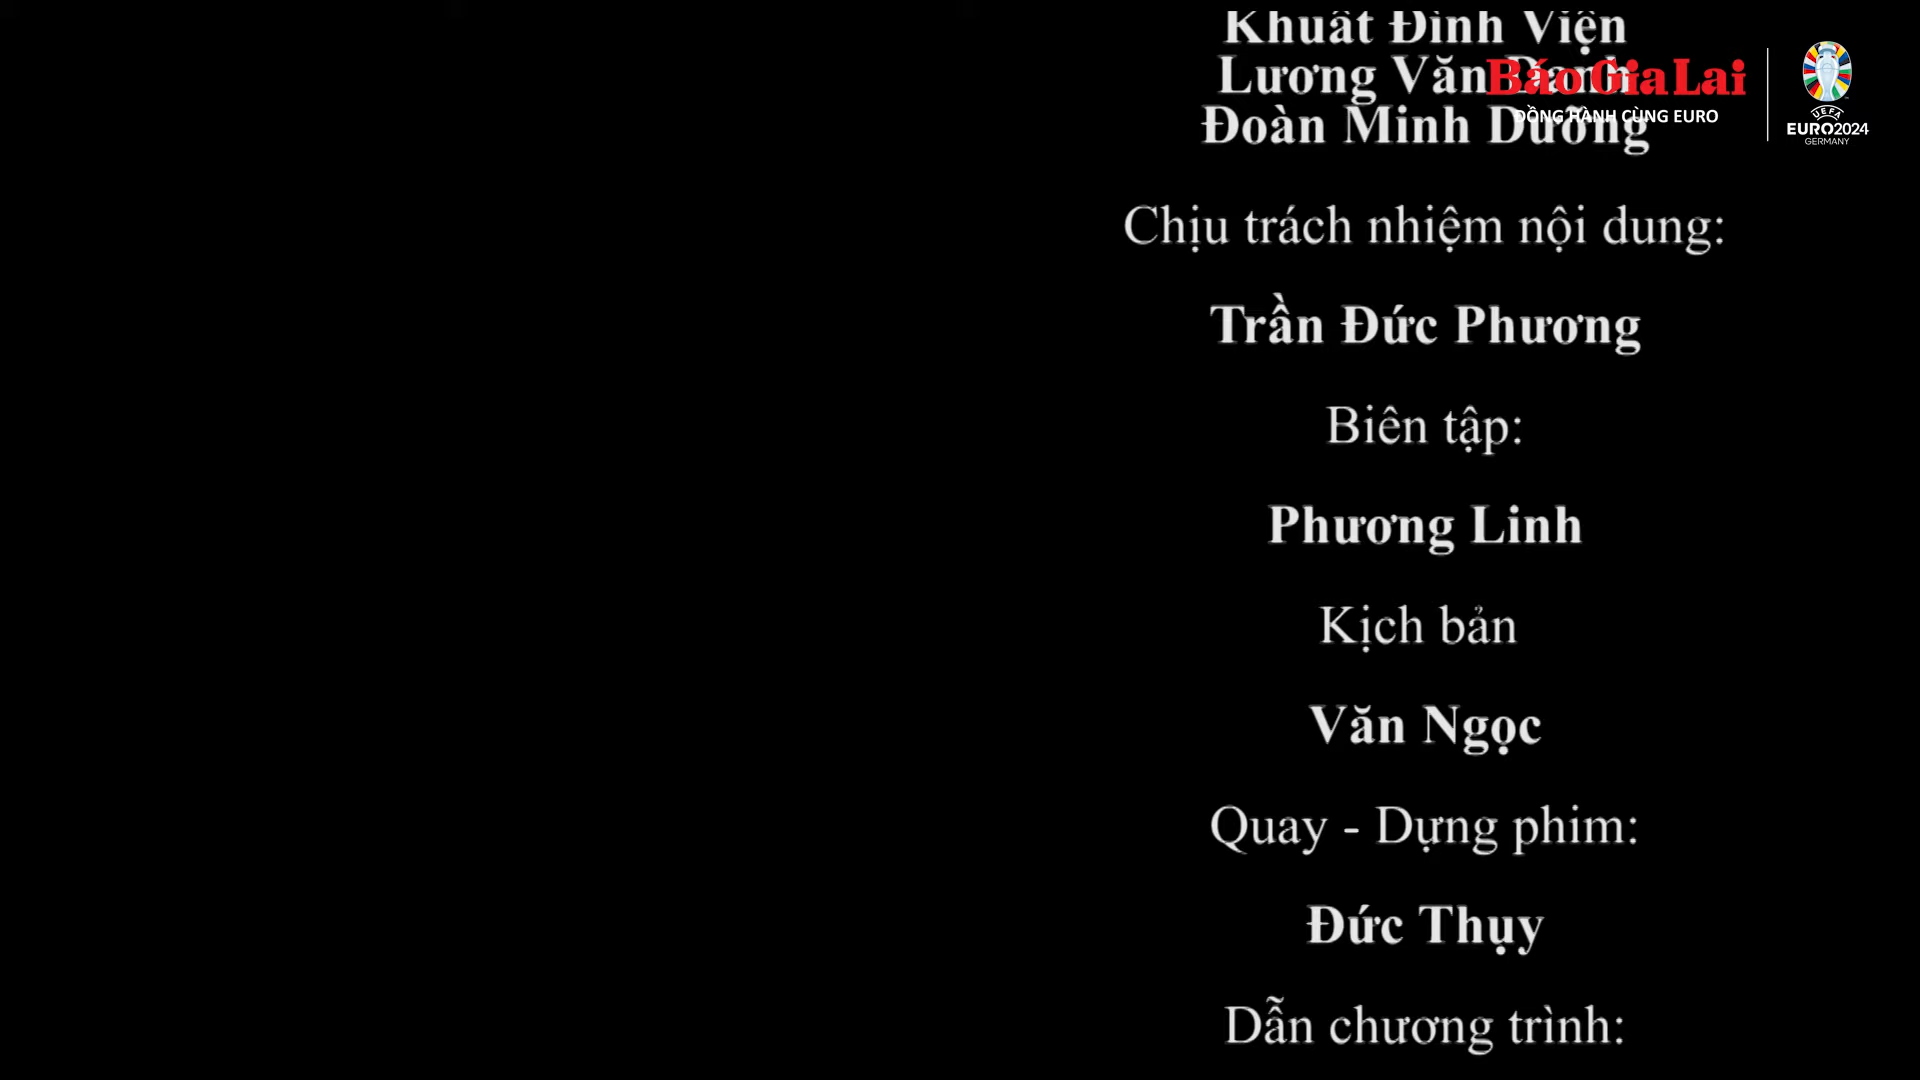 Khuất Đình Viện
Lương Văn Danh
Báo Gia Lai
ĐỒNG HÀNH CÙNG EURO
UEFA
EURO2024
GERMANY
Đoàn Minh Dưỡng
Chịu trách nhiệm nội dung:
Trần Đức Phương
Biên tập:
Phương Linh
Kịch bản
Văn Ngọc
Quay - Dựng phim:
Đức Thụy
Dẫn chương trình: